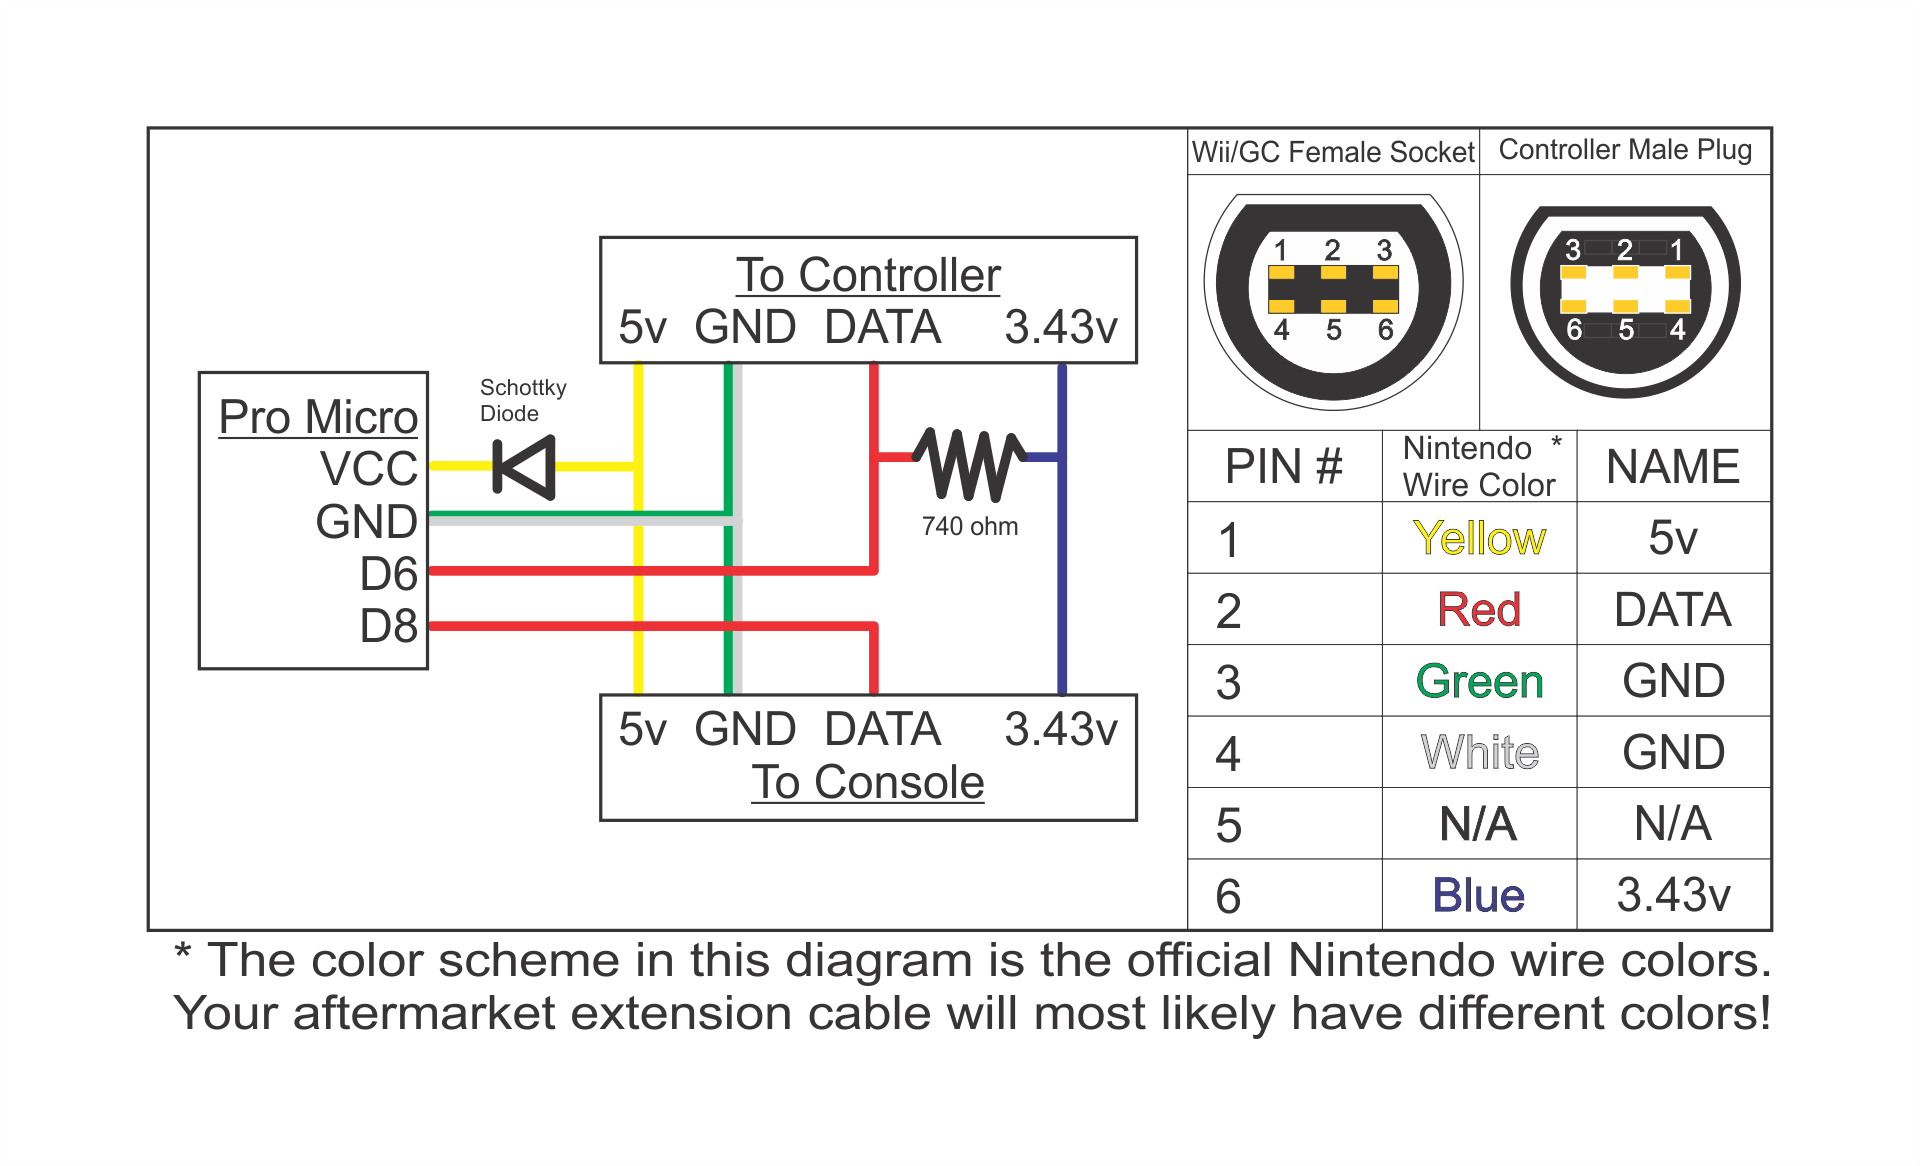 Wii/GC Female Socket
Controller Male Plug
1 2 3
4 5 6
3 2 1
6 5 4
To Controller
5v GND DATA 3.43v
Schottky
Diode
Pro Micro
VCC
GND
D6
D8
740 ohm
5v GND DATA 3.43v
To Console
PIN # Nintendo * Wire Color NAME
1 Yellow 5v
2 Red DATA
3 Green GND
4 White GND
5 N/A N/A
6 Blue 3.43v
* The color scheme in this diagram is the official Nintendo wire colors.
Your aftermarket extension cable will most likely have different colors!